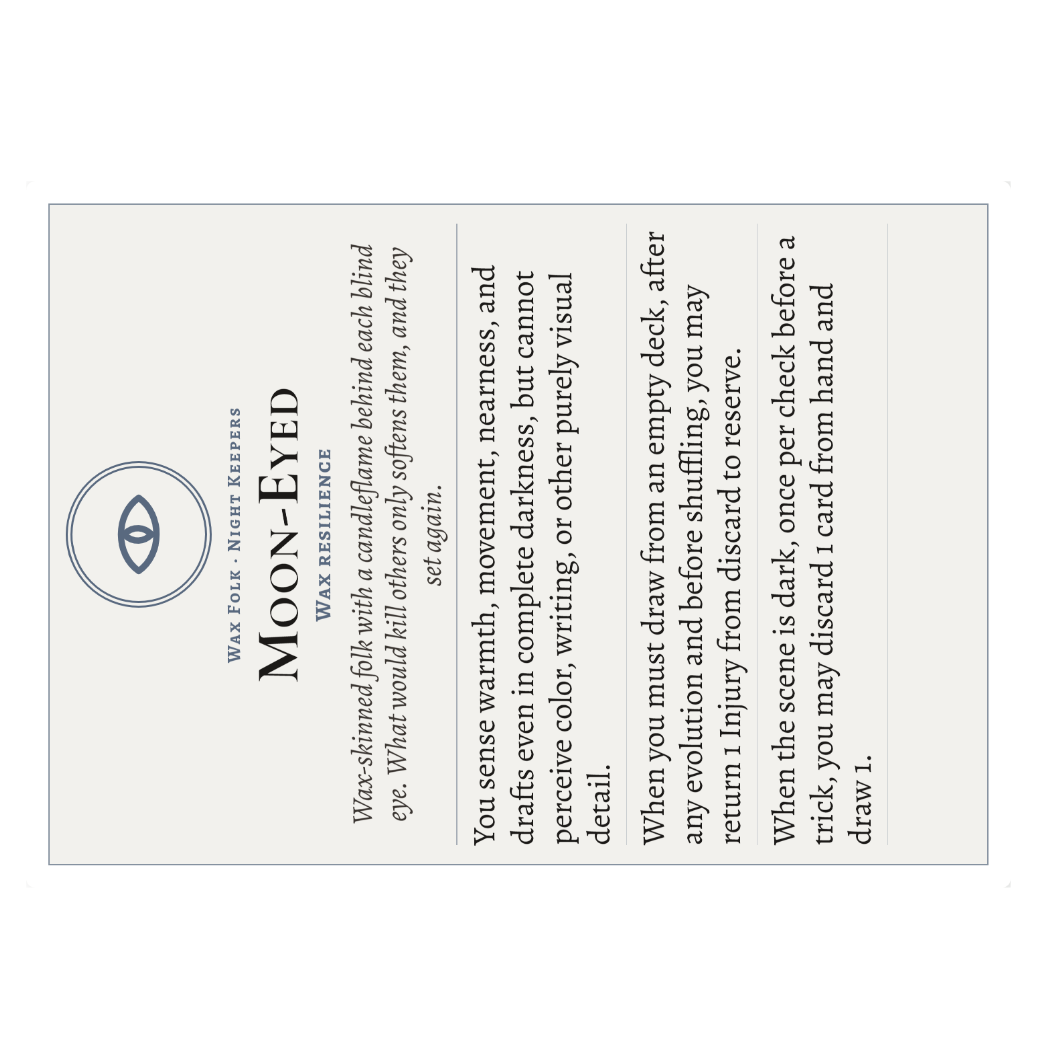 Wax Folk · Night Keepers
Moon-Eyed
Wax resilience
Wax-skinned folk with a candleflame behind each blind
eye. What would kill others only softens them, and they
set again.
You sense warmth, movement, nearness, and
drafts even in complete darkness, but cannot
perceive color, writing, or other purely visual
detail.
When you must draw from an empty deck, after
any evolution and before shuffling, you may
return 1 Injury from discard to reserve.
When the scene is dark, once per check before a
trick, you may discard 1 card from hand and
draw 1.